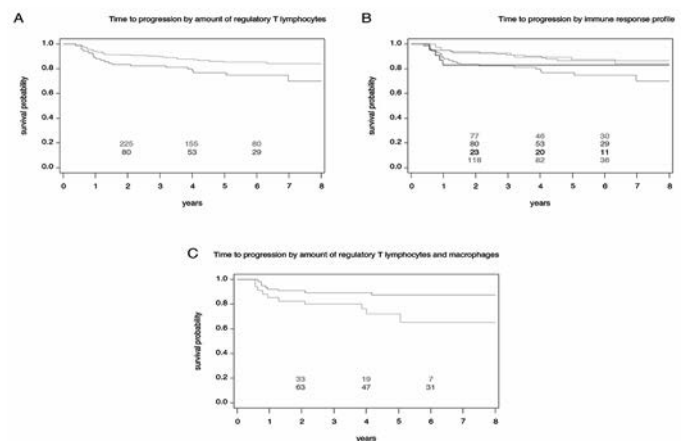 A Time to progression by amount of regulatory T lymphocytes
survival probability
1.0
0.8
0.6
0.4
0.2
0.0
225 155 60
80 53 29
0 1 2 3 4 5 6 7 8
years
B Time to progression by immune response profile
survival probability
1.0
0.8
0.6
0.4
0.2
0.0
77 46 30
80 53 29
23 20 11
118 82 36
0 1 2 3 4 5 6 7 8
years
C Time to progression by amount of regulatory T lymphocytes and macrophages
survival probability
1.0
0.8
0.6
0.4
0.2
0.0
33 19 7
63 47 31
0 1 2 3 4 5 6 7 8
years